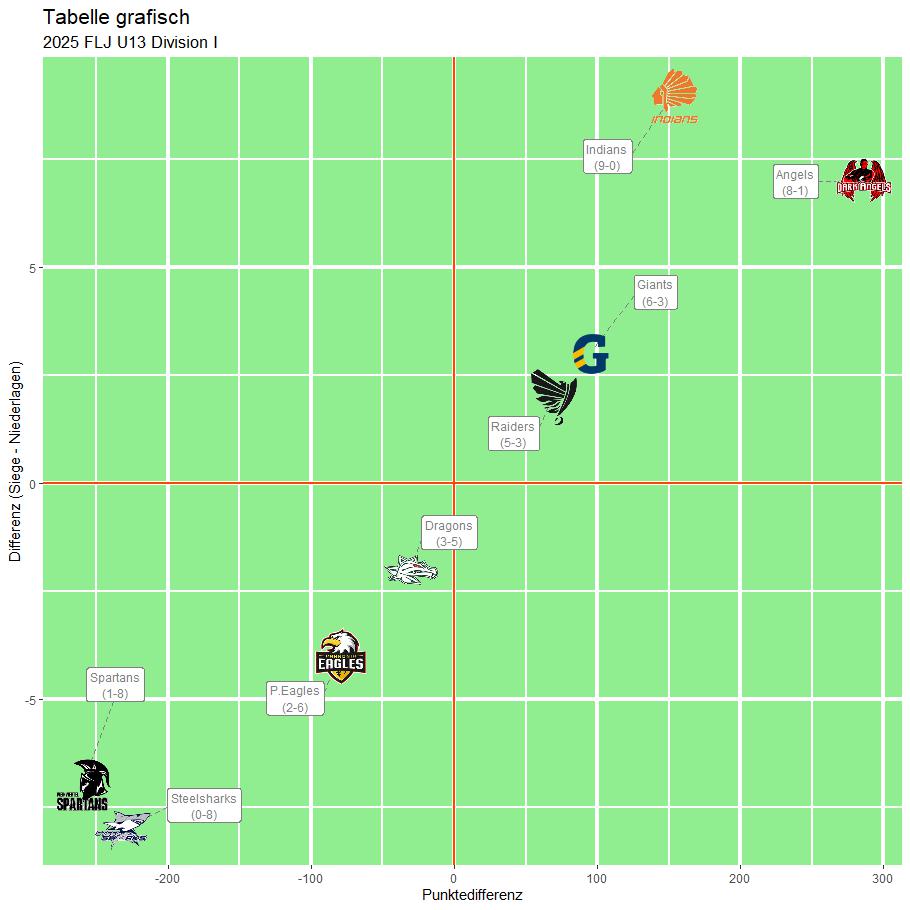 Tabelle grafisch
2025 FLJ U13 Division I
INDIANS
Indians
(9-0)
Angels
(8-1)
DARK ANGELS
5
Giants
(6-3)
G
Raiders
(5-3)
0
Dragons
(3-5)
EAGLES
P.Eagles
(2-6)
-5
Spartans
(1-8)
SPARTANS
Steelsharks
(0-8)
Differenz (Siege - Niederlagen)
-200
-100
0
100
200
300
Punktedifferenz